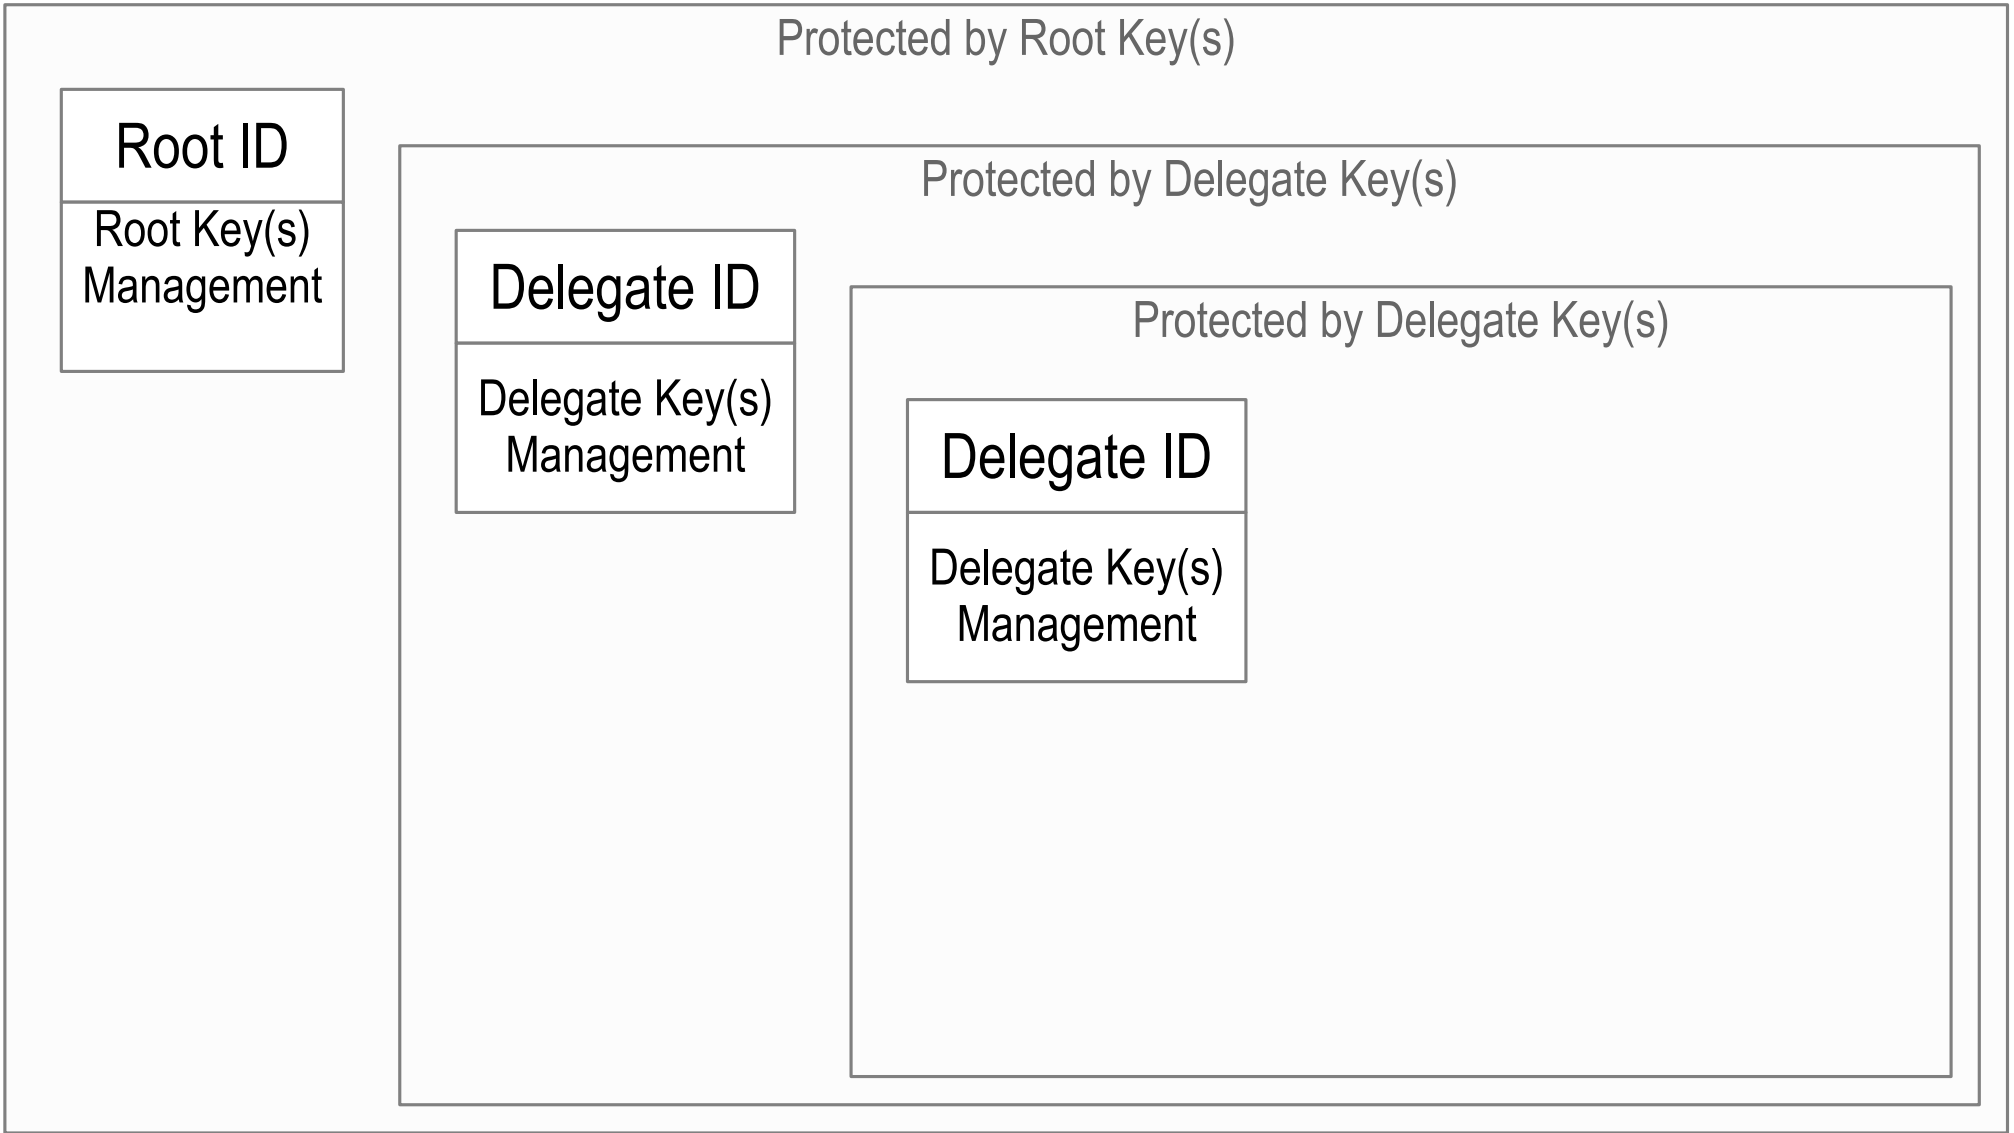 Protected by Root Key(s)
Root ID
Root Key(s)
Management
Protected by Delegate Key(s)
Delegate ID
Delegate Key(s)
Management
Protected by Delegate Key(s)
Delegate ID
Delegate Key(s)
Management